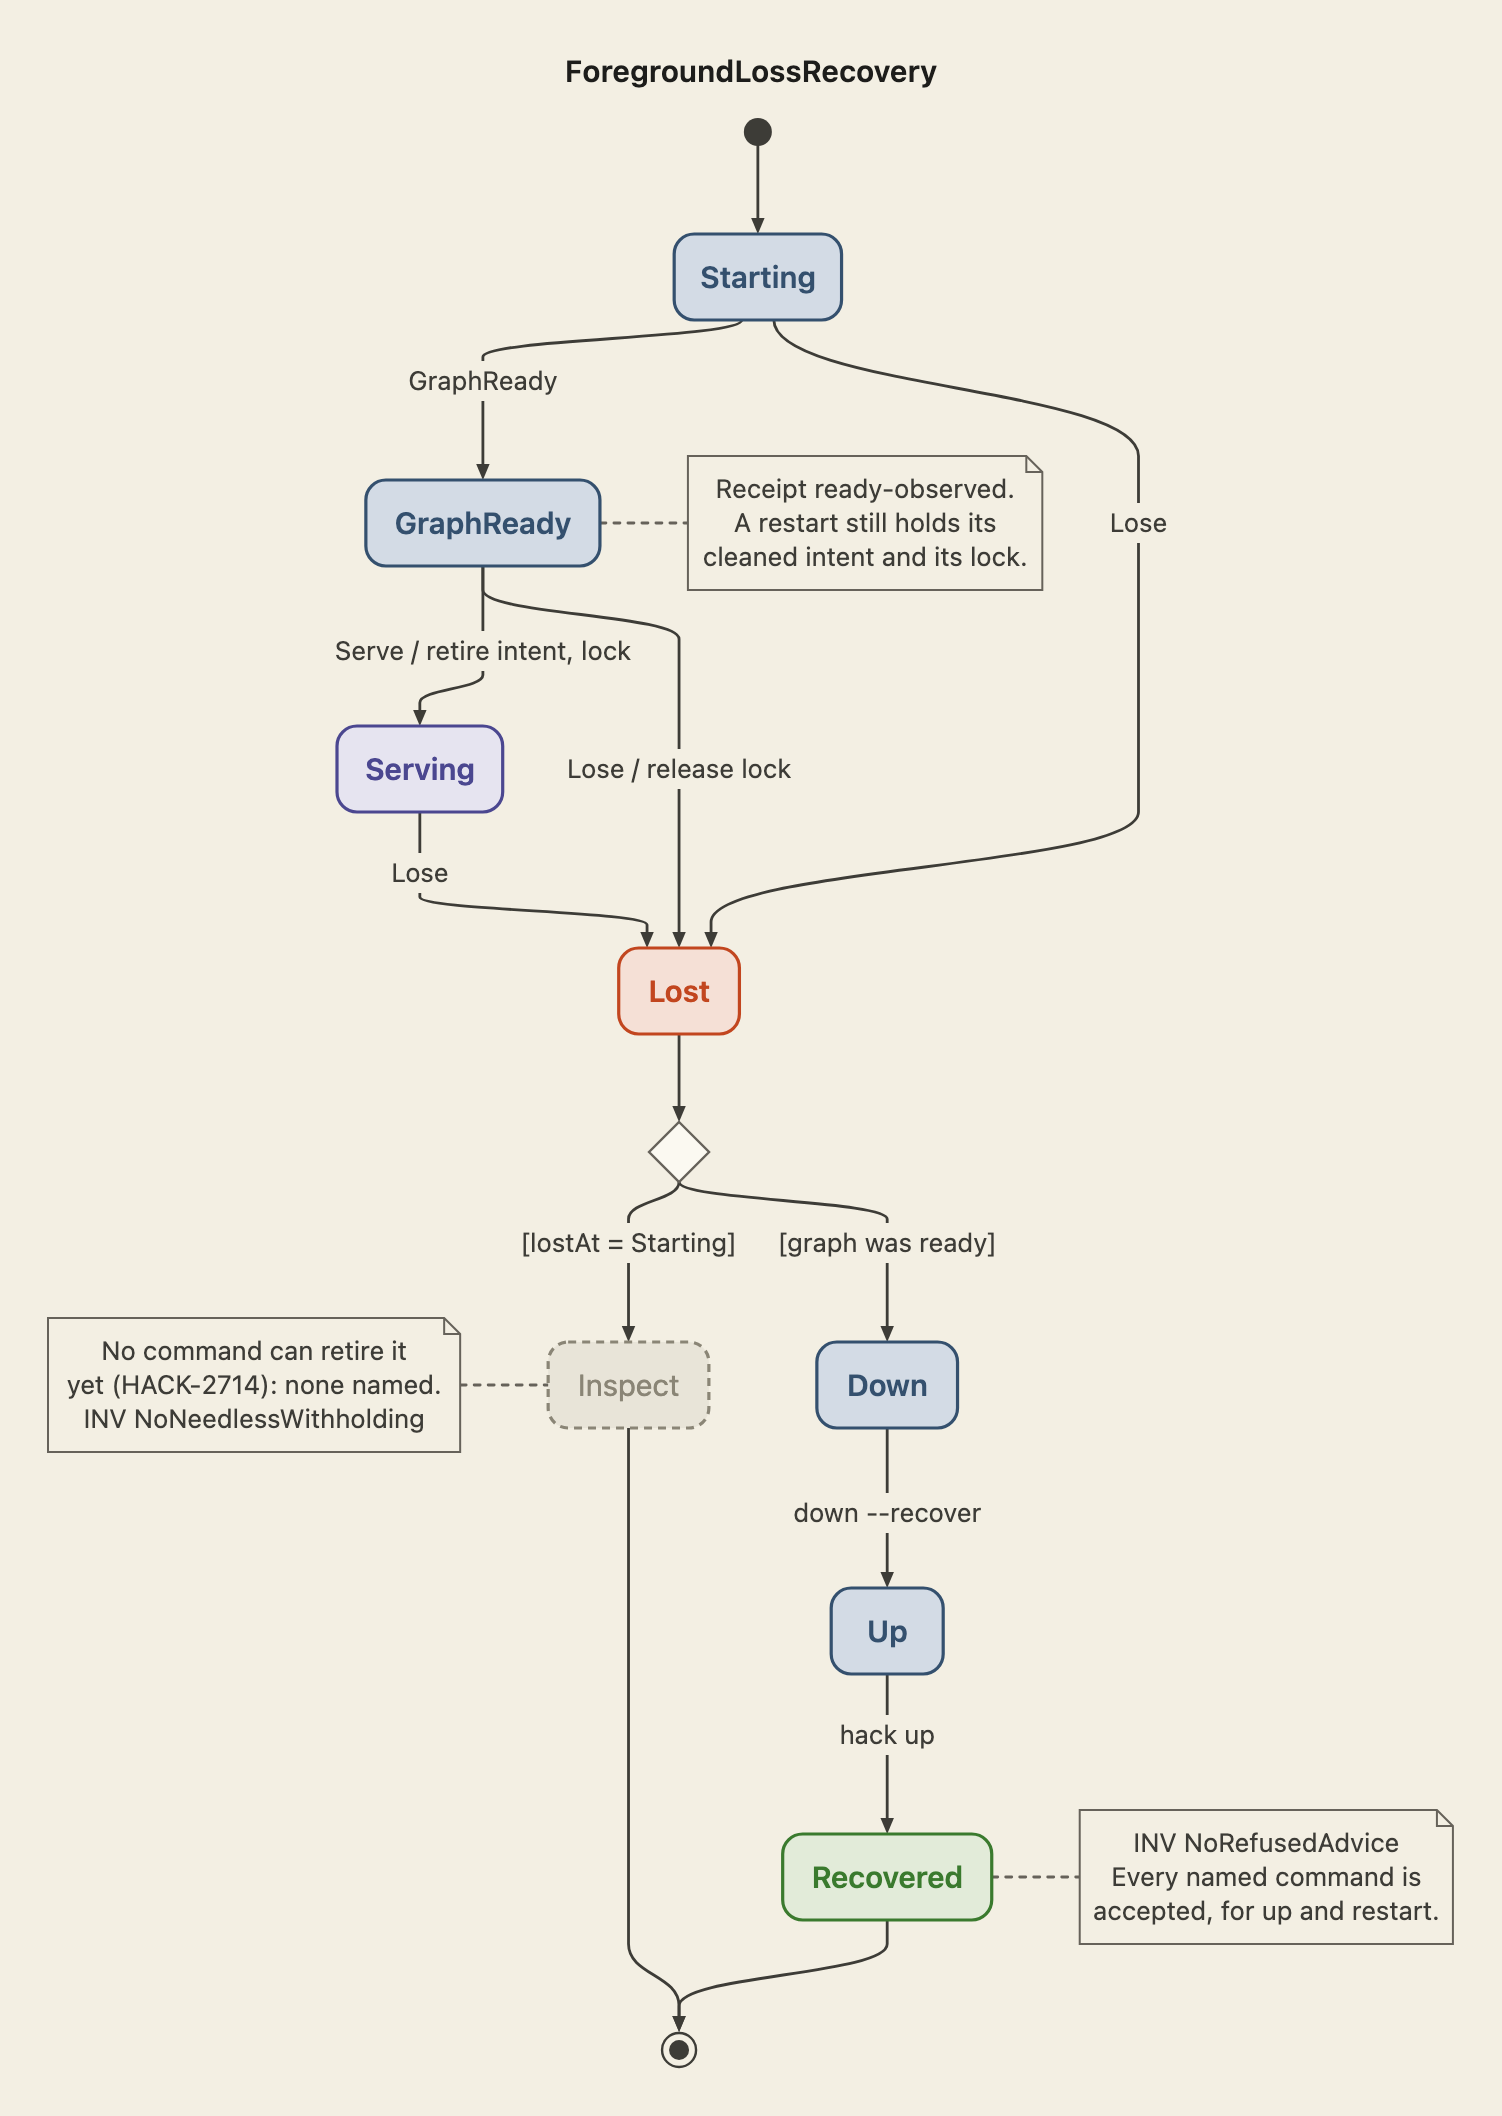 ForegroundLossRecovery
Starting
GraphReady
GraphReady
Receipt ready-observed.
A restart still holds its
cleaned intent and its lock.
Lose
Serve / retire intent, lock
Serving
Lose / release lock
Lose
Lost
[lostAt = Starting]
[graph was ready]
No command can retire it
yet (HACK-2714): none named.
INV NoNeedlessWithholding
Inspect
Down
down --recover
Up
hack up
Recovered
INV NoRefusedAdvice
Every named command is
accepted, for up and restart.